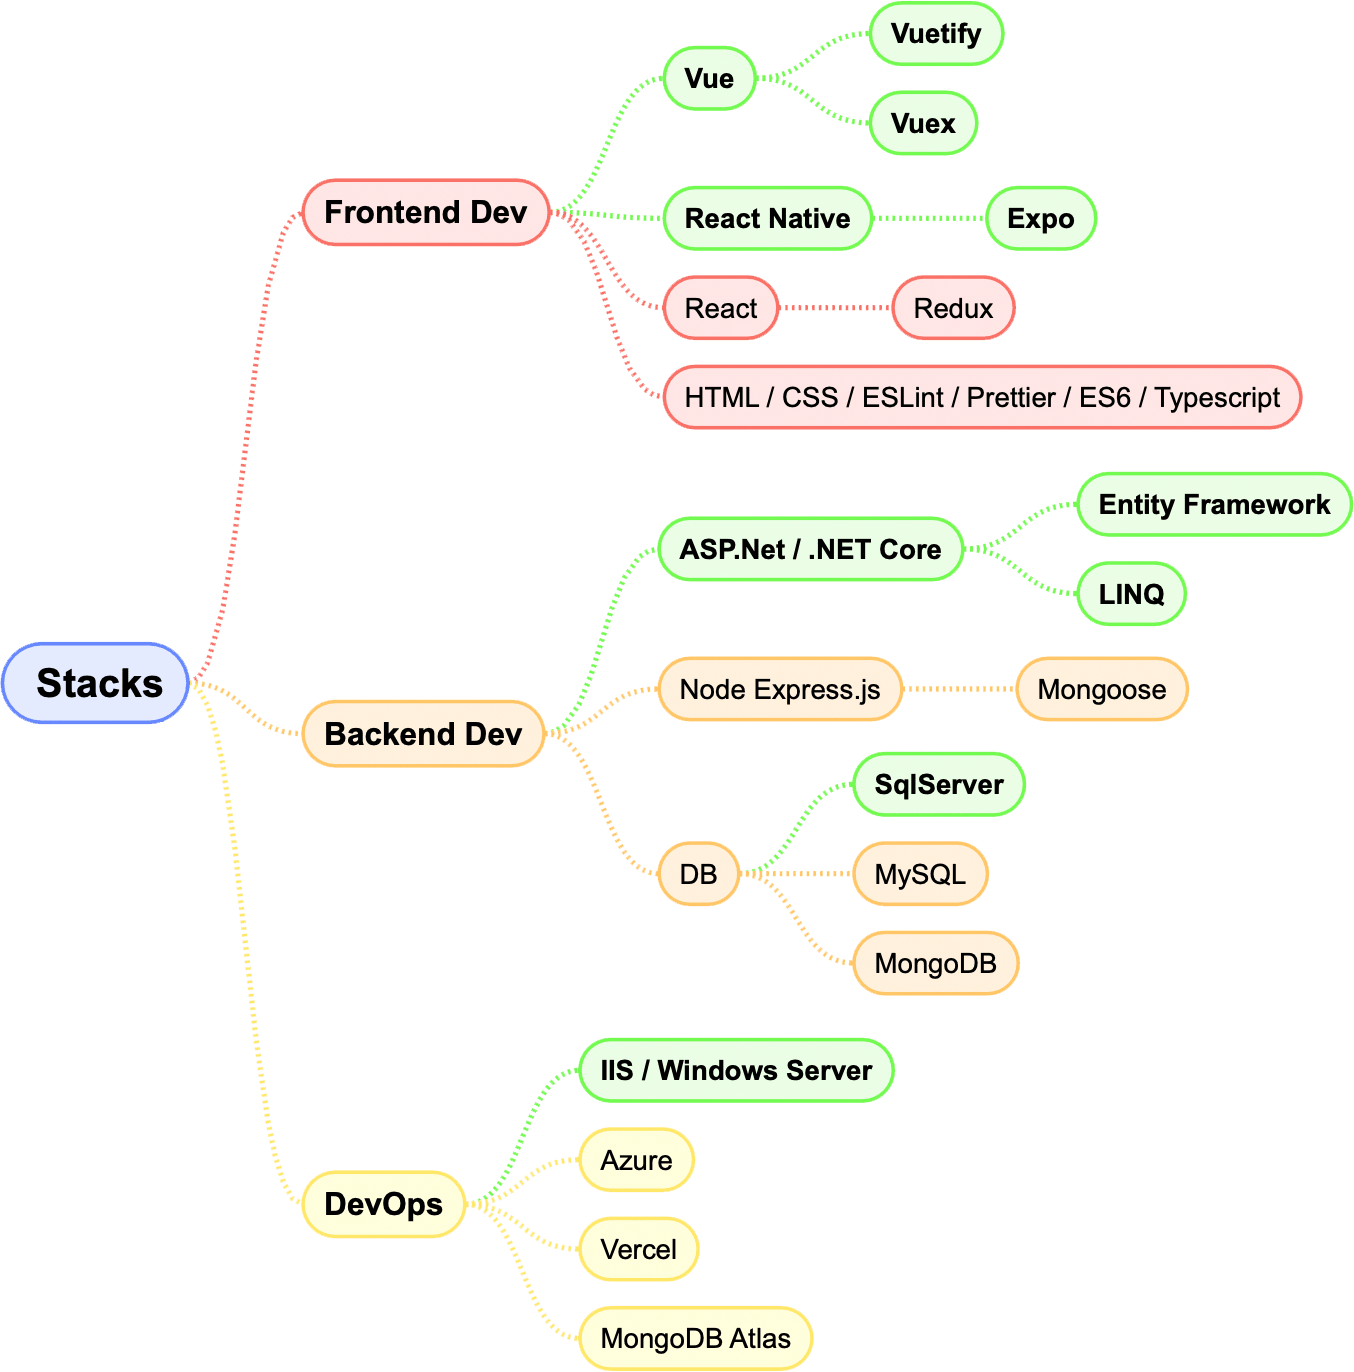 Stacks
Frontend Dev
Vue
Vuetify
Vuex
React Native
Expo
React
Redux
HTML / CSS / ESLint / Prettier / ES6 / Typescript
Backend Dev
ASP.Net / .NET Core
Entity Framework
LINQ
Node Express.js
Mongoose
DB
SqlServer
MySQL
MongoDB
DevOps
IIS / Windows Server
Azure
Vercel
MongoDB Atlas